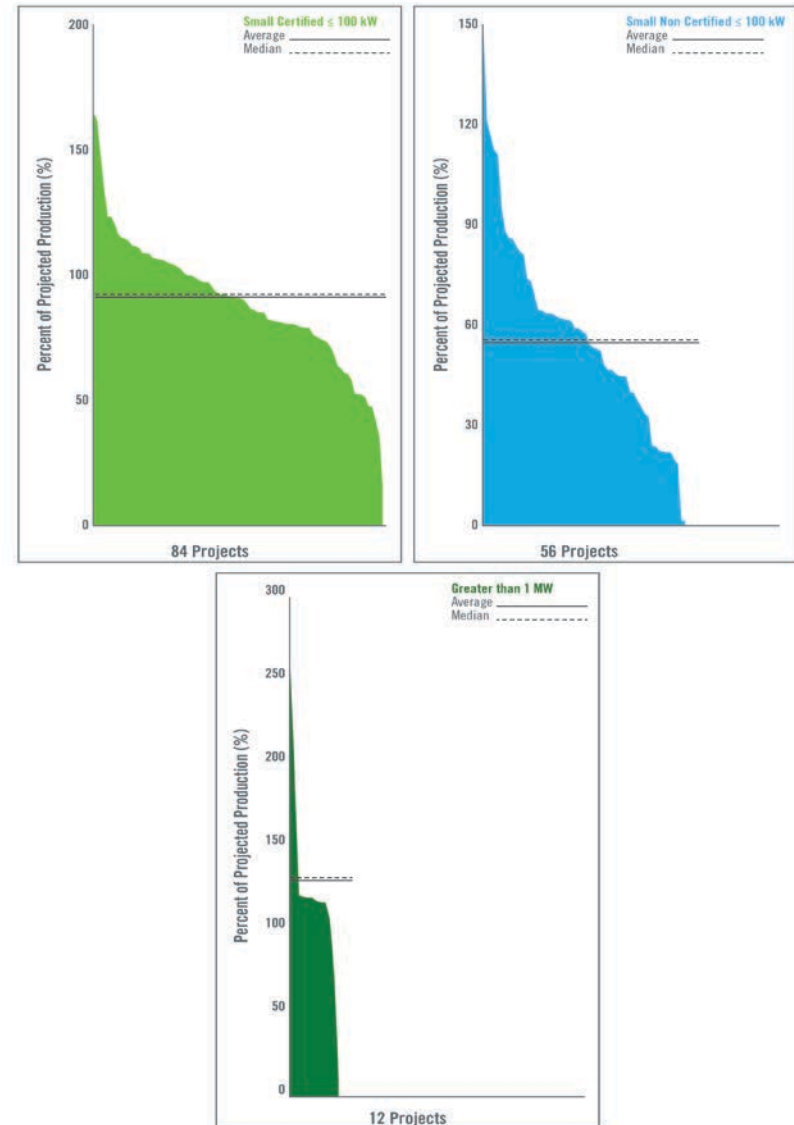 Small Certified ≤ 100 kW
Average
Median
Percent of Projected Production (%)
200
150
100
50
0
84 Projects
Small Non Certified ≤ 100 kW
Average
Median
Percent of Projected Production (%)
150
120
90
60
30
0
56 Projects
Greater than 1 MW
Average
Median
Percent of Projected Production (%)
300
250
200
150
100
50
0
12 Projects